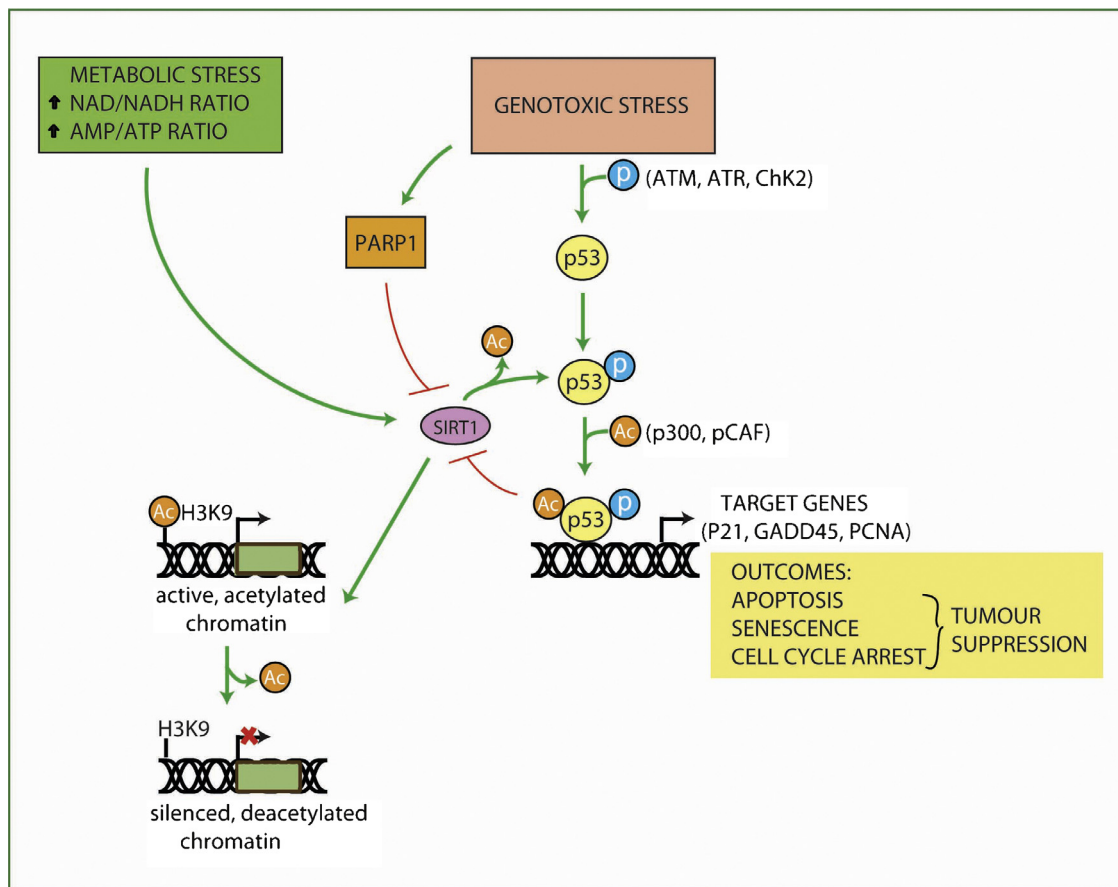 METABOLIC STRESS
NAD/NADH RATIO
AMP/ATP RATIO
GENOTOXIC STRESS
p (ATM, ATR, ChK2)
PARP1
p53
Ac
p53 p
SIRT1
Ac (p300, pCAF)
Ac p53 p
TARGET GENES
(P21, GADD45, PCNA)
Ac H3K9
active, acetylated
chromatin
OUTCOMES:
APOPTOSIS
SENESCENCE
CELL CYCLE ARREST
TUMOUR
SUPPRESSION
Ac
H3K9
silenced, deacetylated
chromatin